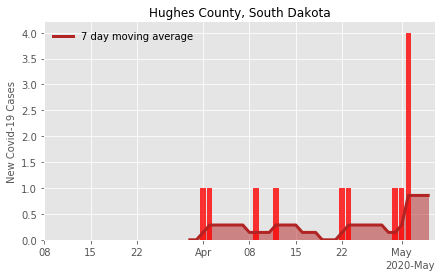 Hughes County, South Dakota
7 day moving average
New Covid-19 Cases
4.0
3.5
3.0
2.5
2.0
1.5
1.0
0.5
0.0
08
15
22
Apr
08
15
22
May
2020-May